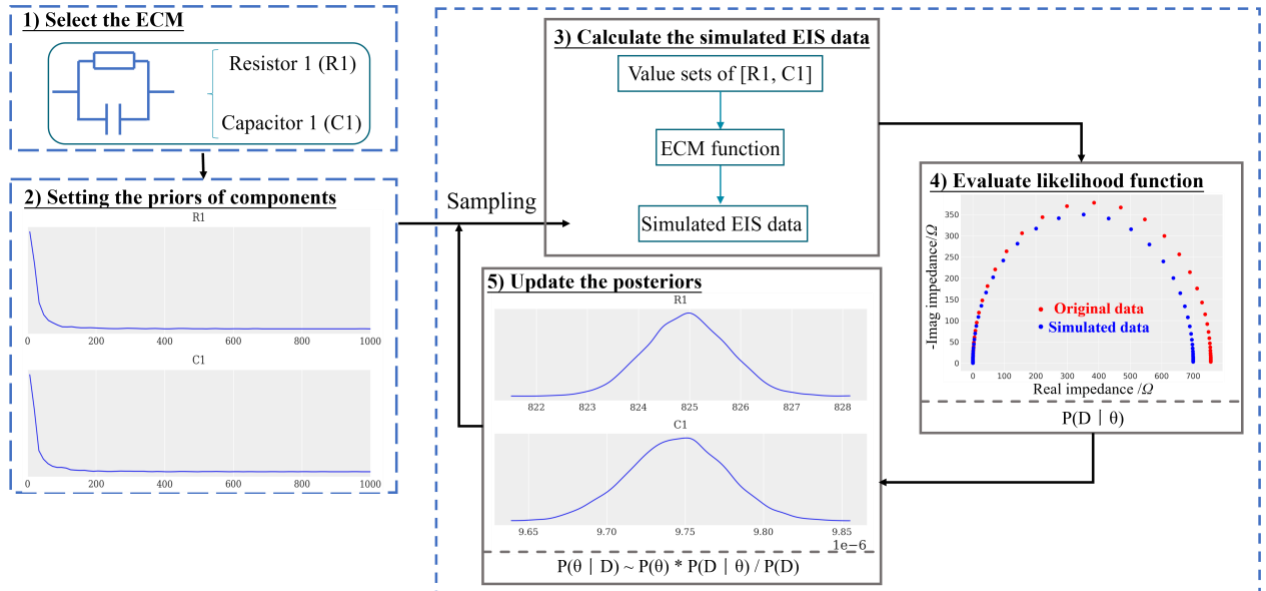 1) Select the ECM
Resistor 1 (R1)
Capacitor 1 (C1)
2) Setting the priors of components
R1
0 200 400 600 800 1000
C1
0 200 400 600 800 1000
Sampling
3) Calculate the simulated EIS data
Value sets of [R1, C1]
ECM function
Simulated EIS data
4) Evaluate likelihood function
-Imag impedance/Ω
350
300
250
200
150
100
50
0
Original data
Simulated data
0 100 200 300 400 500 600 700
Real impedance /Ω
P(D | θ)
5) Update the posteriors
R1
822 823 824 825 826 827 828
C1
9.65 9.70 9.75 9.80 9.85
1e-6
P(θ | D) ~ P(θ) * P(D | θ) / P(D)